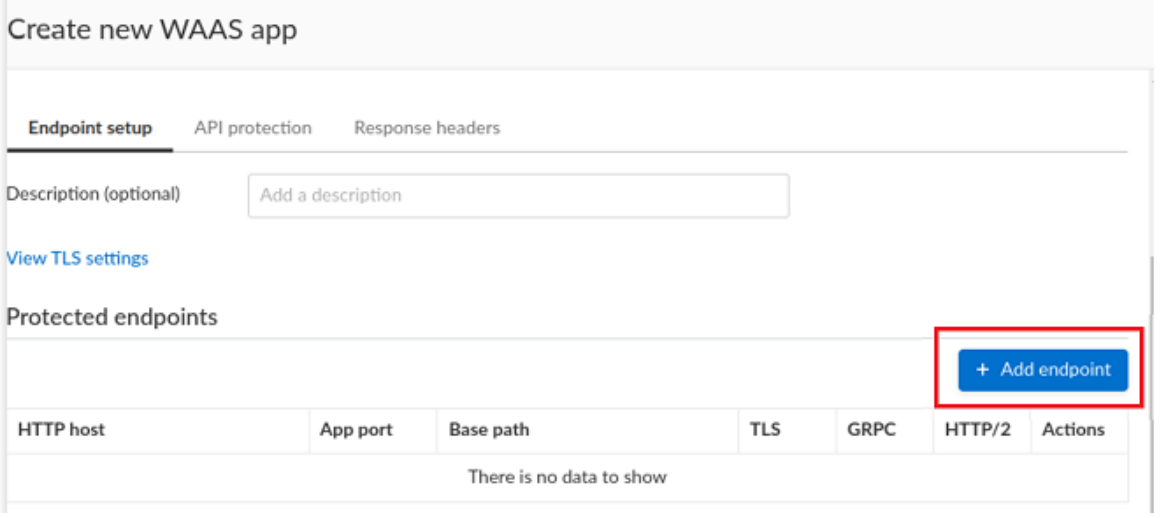 Create new WAAS app
Endpoint setup API protection Response headers
Description (optional) Add a description
View TLS settings
Protected endpoints
+ Add endpoint
HTTP host App port Base path TLS GRPC HTTP/2 Actions
There is no data to show